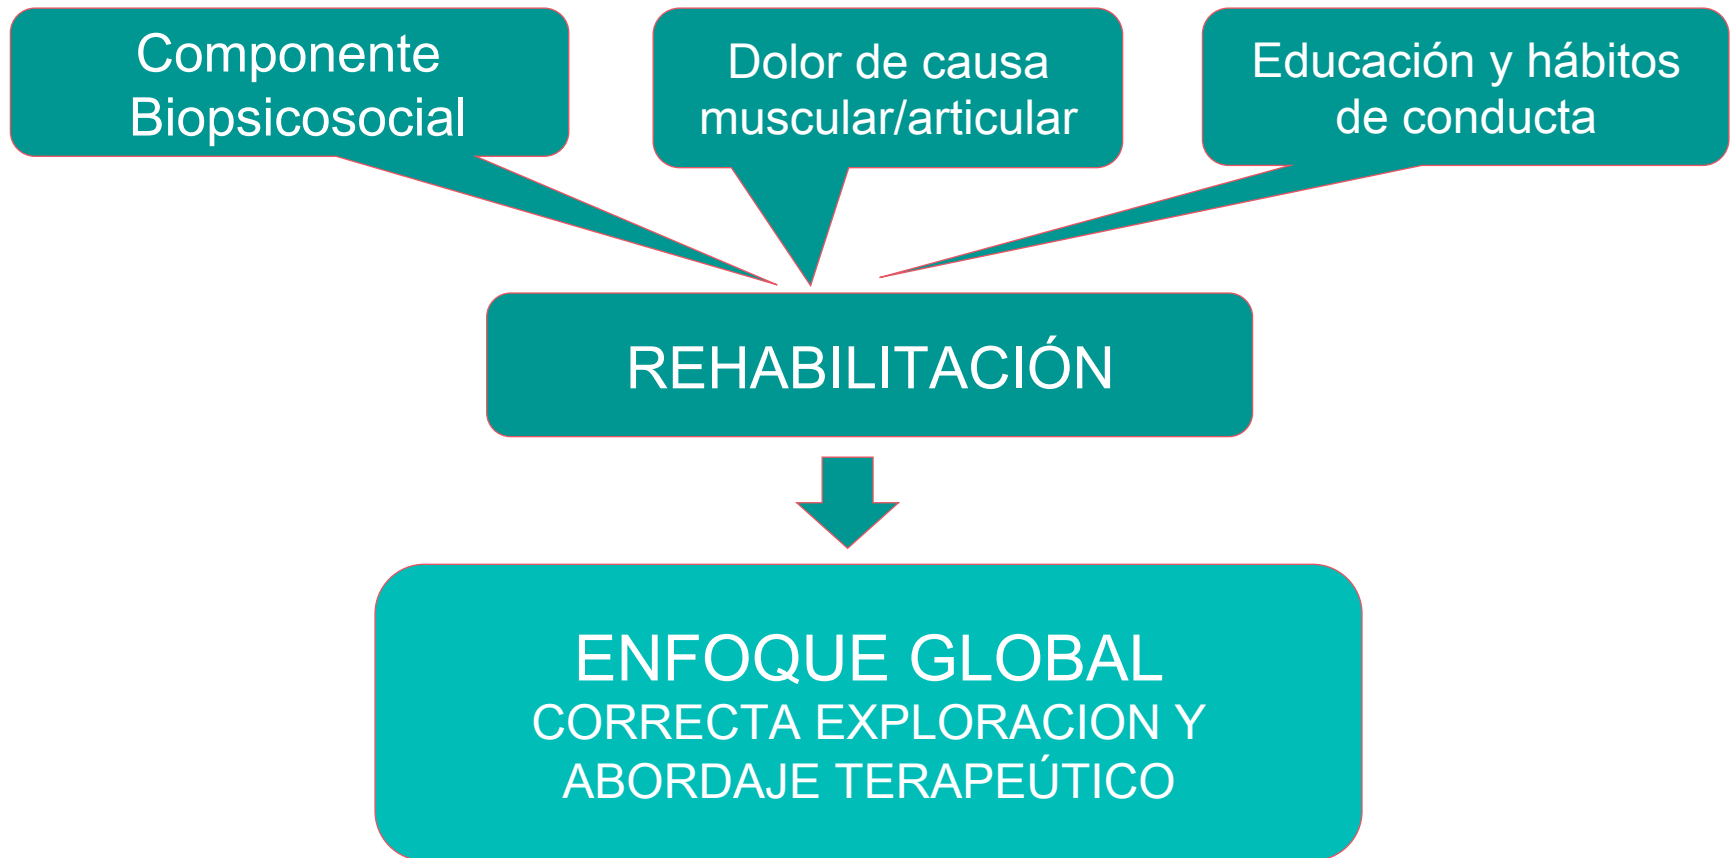 Componente
Biopsicosocial
Dolor de causa
muscular/articular
Educación y hábitos
de conducta
REHABILITACIÓN
ENFOQUE GLOBAL
CORRECTA EXPLORACION Y
ABORDAJE TERAPEÚTICO